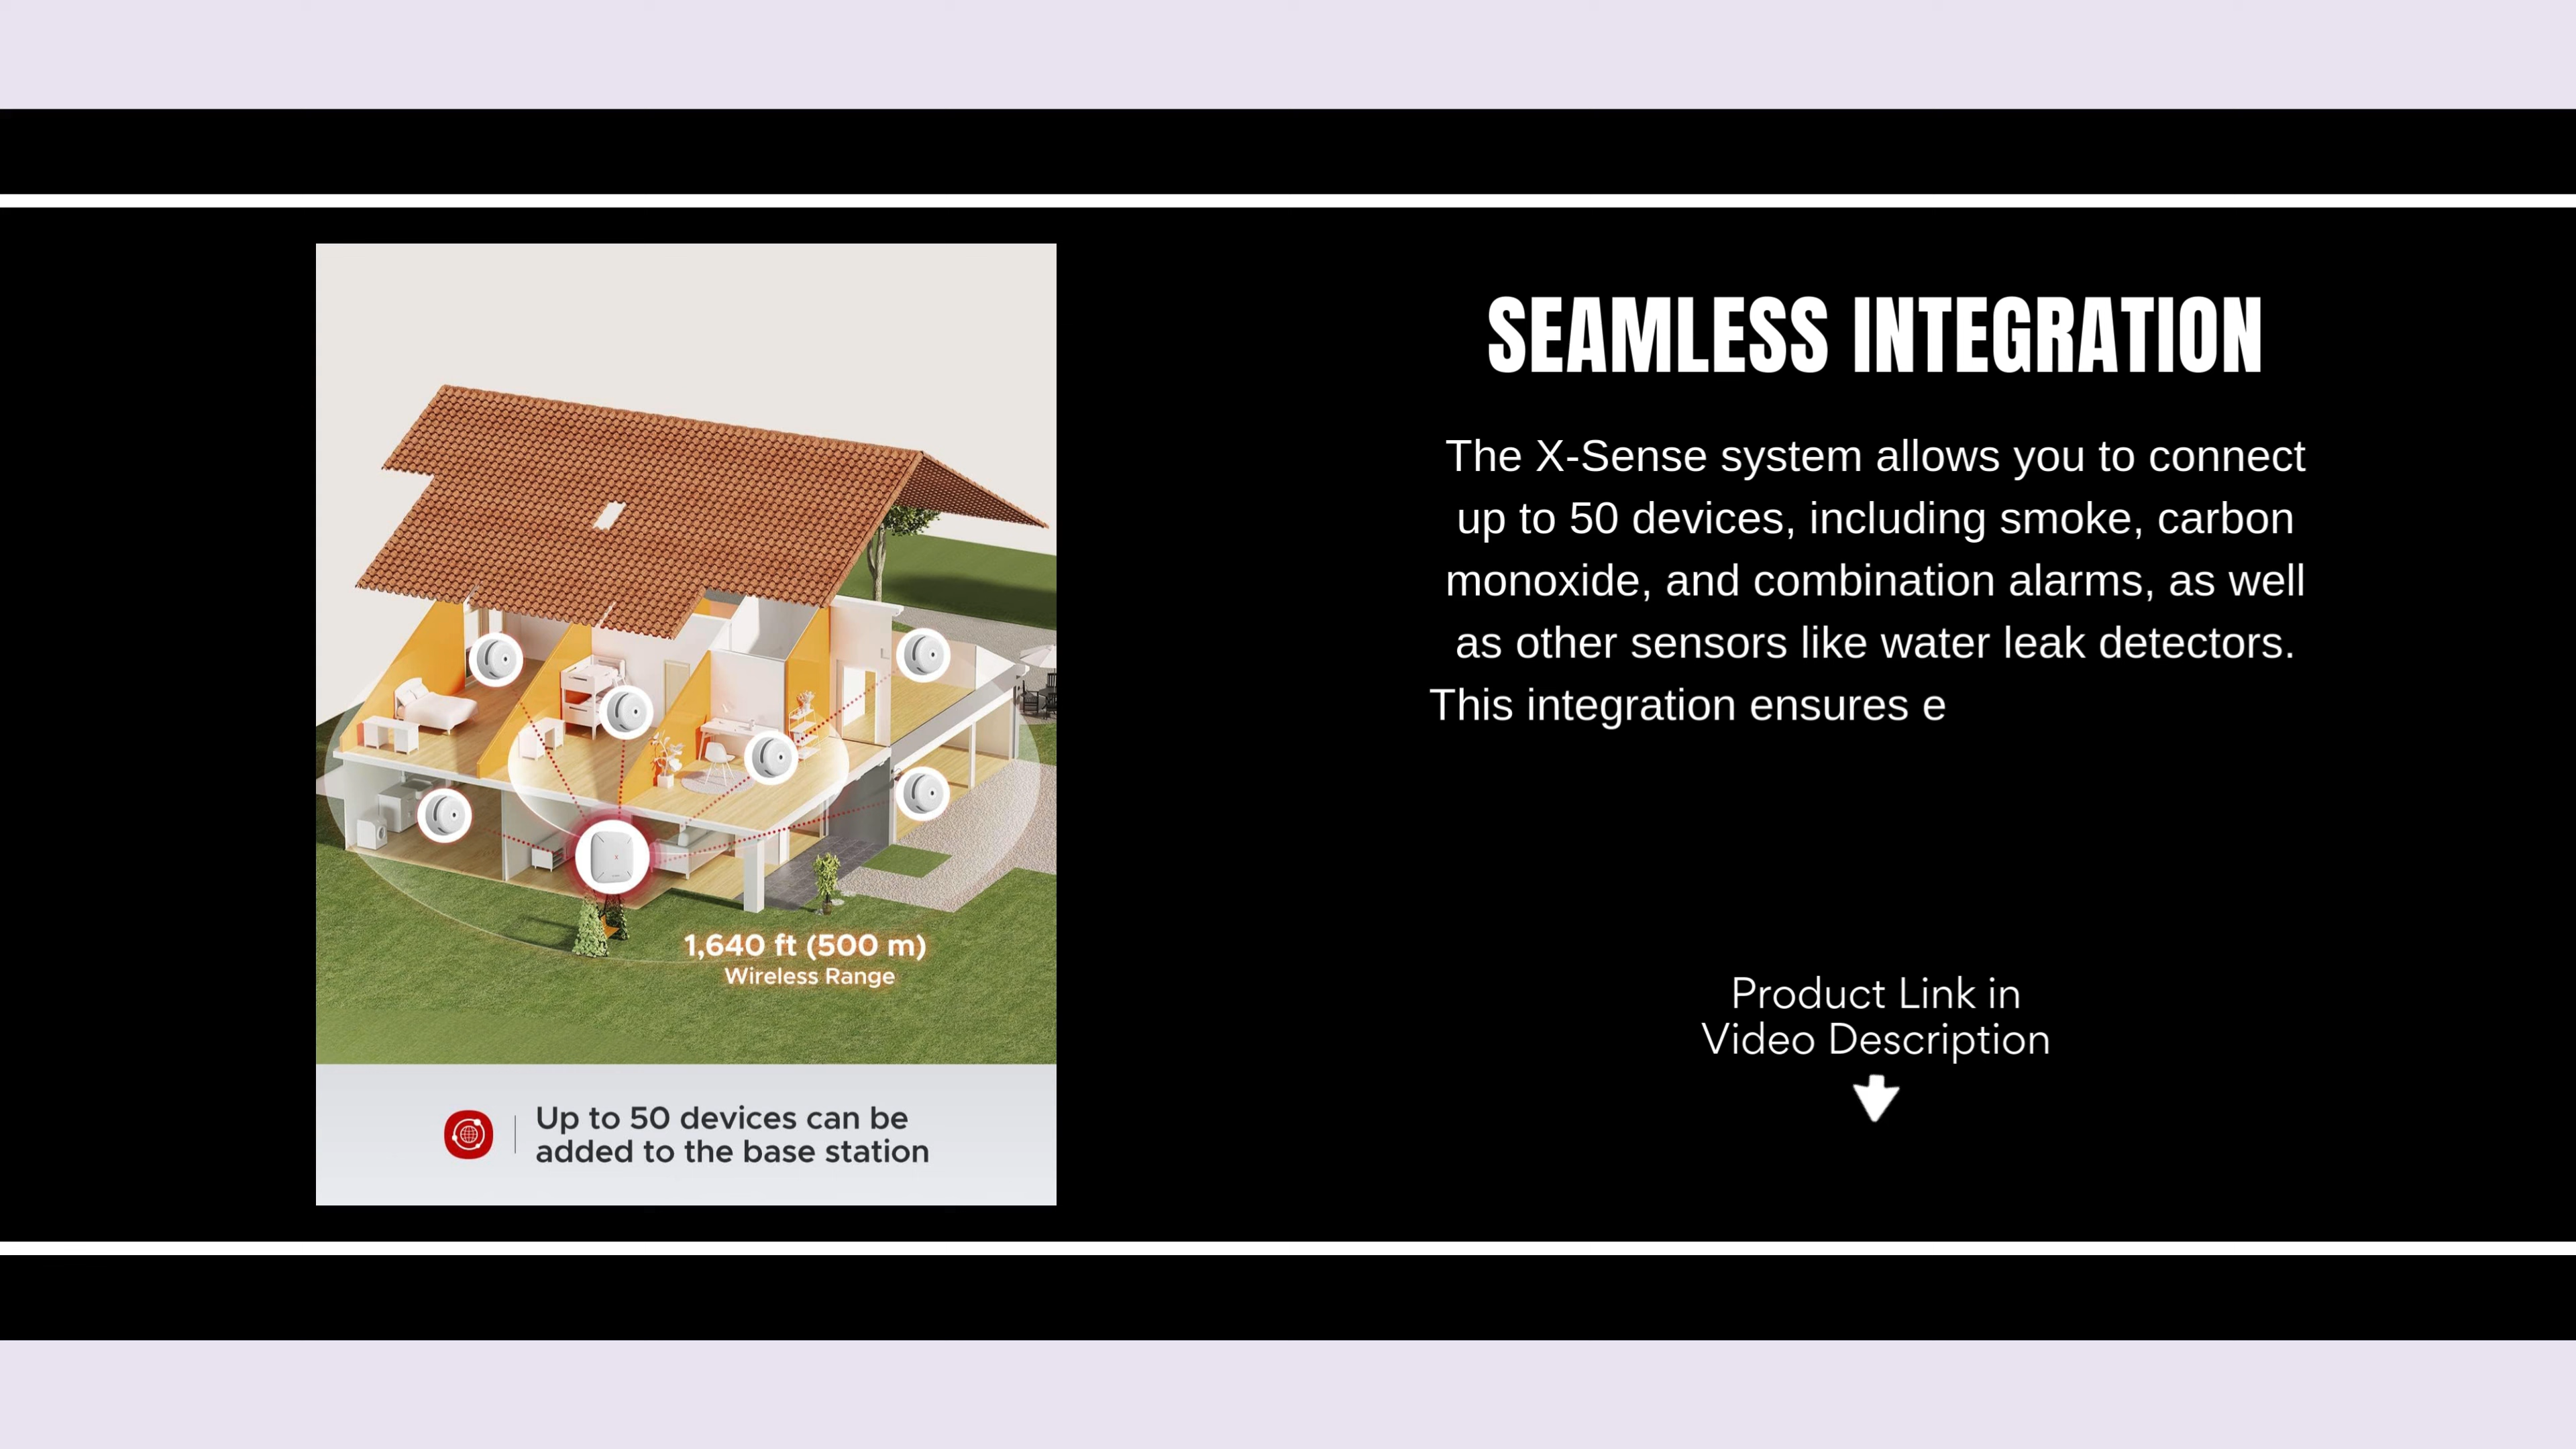 SEAMLESS INTEGRATION
The X-Sense system allows you to connect
up to 50 devices, including smoke, carbon
monoxide, and combination alarms, as well
as other sensors like water leak detectors.
This integration ensures e
1,640 ft (500 m)
Wireless Range
Up to 50 devices can be
added to the base station
Product Link in
Video Description